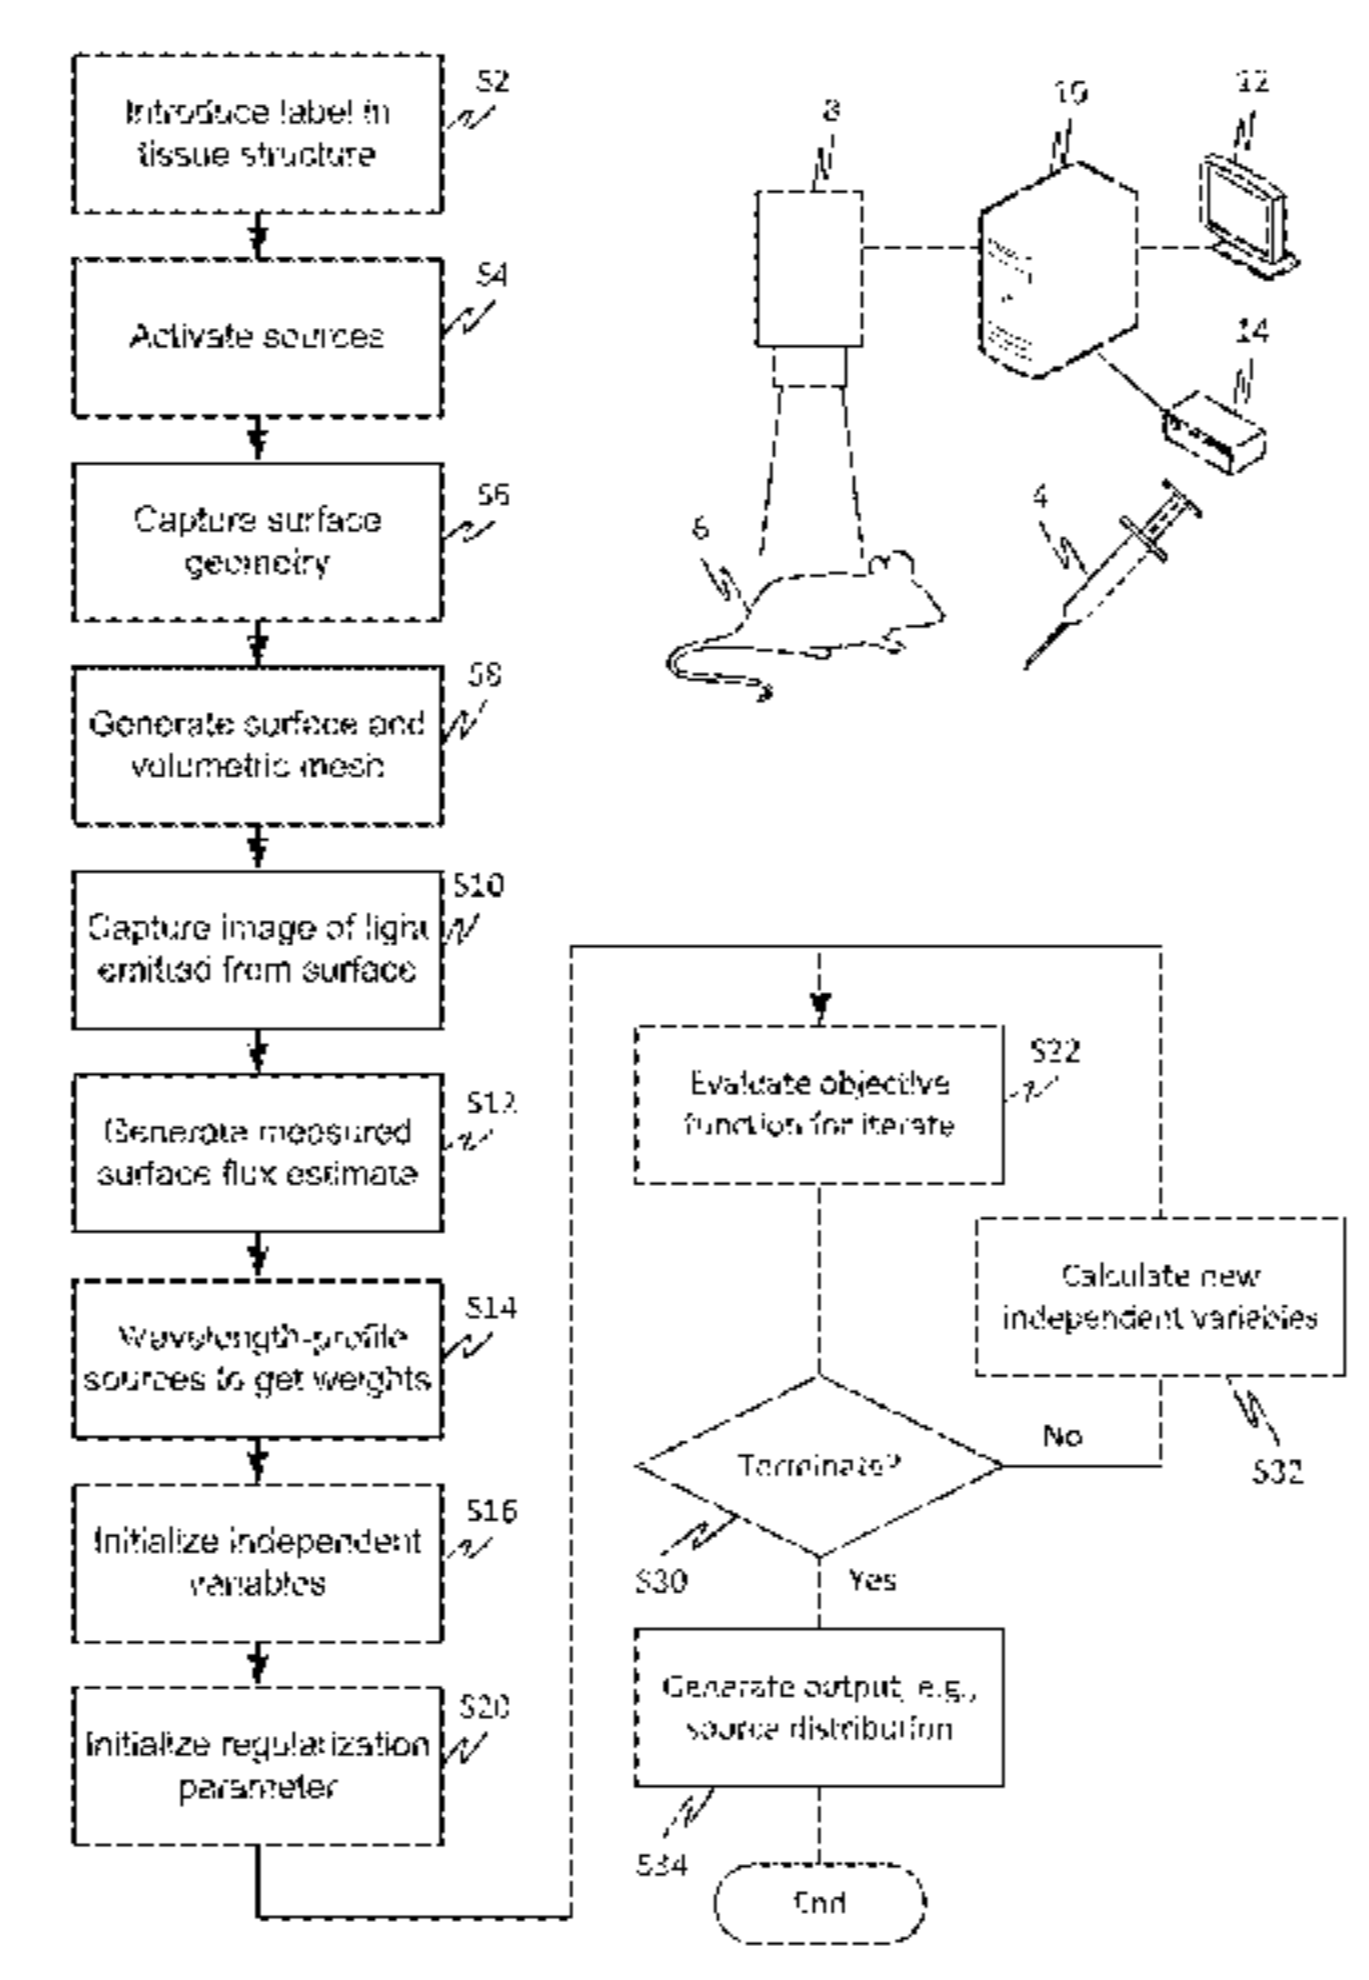 Introduce label in
tissue structure
S2
Activate sources
S4
Capture surface
geometry
S6
Generate surface and
volumetric mesh
S8
Capture image of light
emitted from surface
S10
Generate measured
surface flux estimate
S12
Wavelength-profile
sources to get weights
S14
Initialize independent
variables
S16
Initialize regularization
parameter
S20
8
10
12
14
6
4
Evaluate objective
function for iterate
S22
Calculate new
independent variables
S32
Terminate?
No
S30
Yes
Generate output, e.g.,
source distribution
S34
End